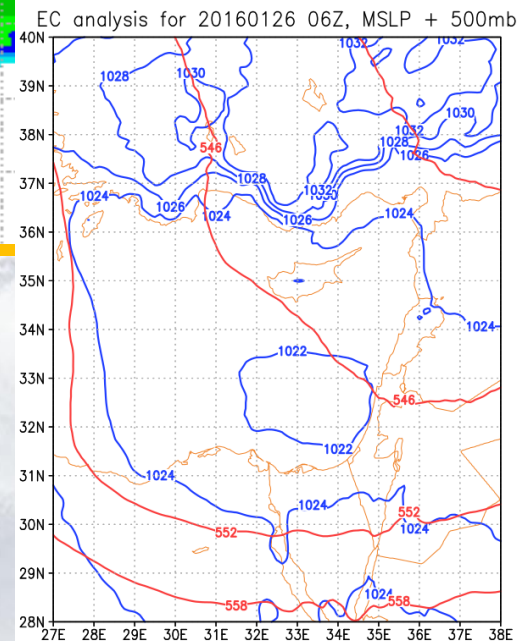 EC analysis for 20160126 06Z, MSLP + 500mb
40N
1032
1032
39N
1028
1030
1030
38N
1032
546
1028
1026
37N
1028
1032
1030
1024
1026
1024
1026
1024
36N
35N
34N
1024
33N
1022
546
32N
1022
31N
1024
1024
552
30N
552
1024
29N
1024
558
558
28N
27E 28E 29E 30E 31E 32E 33E 34E 35E 36E 37E 38E